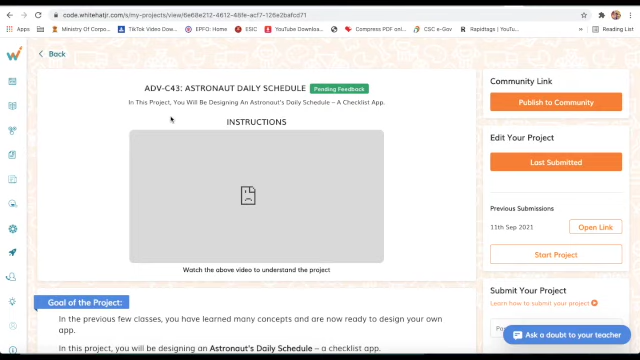 code.whitehatjr.com/s/my-projects/view/6e68e212-4612-48fe-acf7-126e2bafcd71
Apps
Ministry Of Corpo...
TikTok Video Dow...
EPFO: Home
ESIC
YouTube Downloa...
Compress PDF onl...
CSC e-Gov
Rapidtags | YouTu...
»
Reading List
Back
ADV-C43: ASTRONAUT DAILY SCHEDULE
Pending Feedback
In This Project, You Will Be Designing An Astronaut's Daily Schedule – A Checklist App.
INSTRUCTIONS
Watch the above video to understand the project
Goal of the Project:
In the previous few classes, you have learned many concepts and are now ready to design your own
app.
In this project, you will be designing an Astronaut's Daily Schedule – a checklist app.
Community Link
Publish to Community
Edit Your Project
Last Submitted
Previous Submissions
11th Sep 2021
Open Link
Start Project
Submit Your Project
Learn how to submit your project
Ask a doubt to your teacher